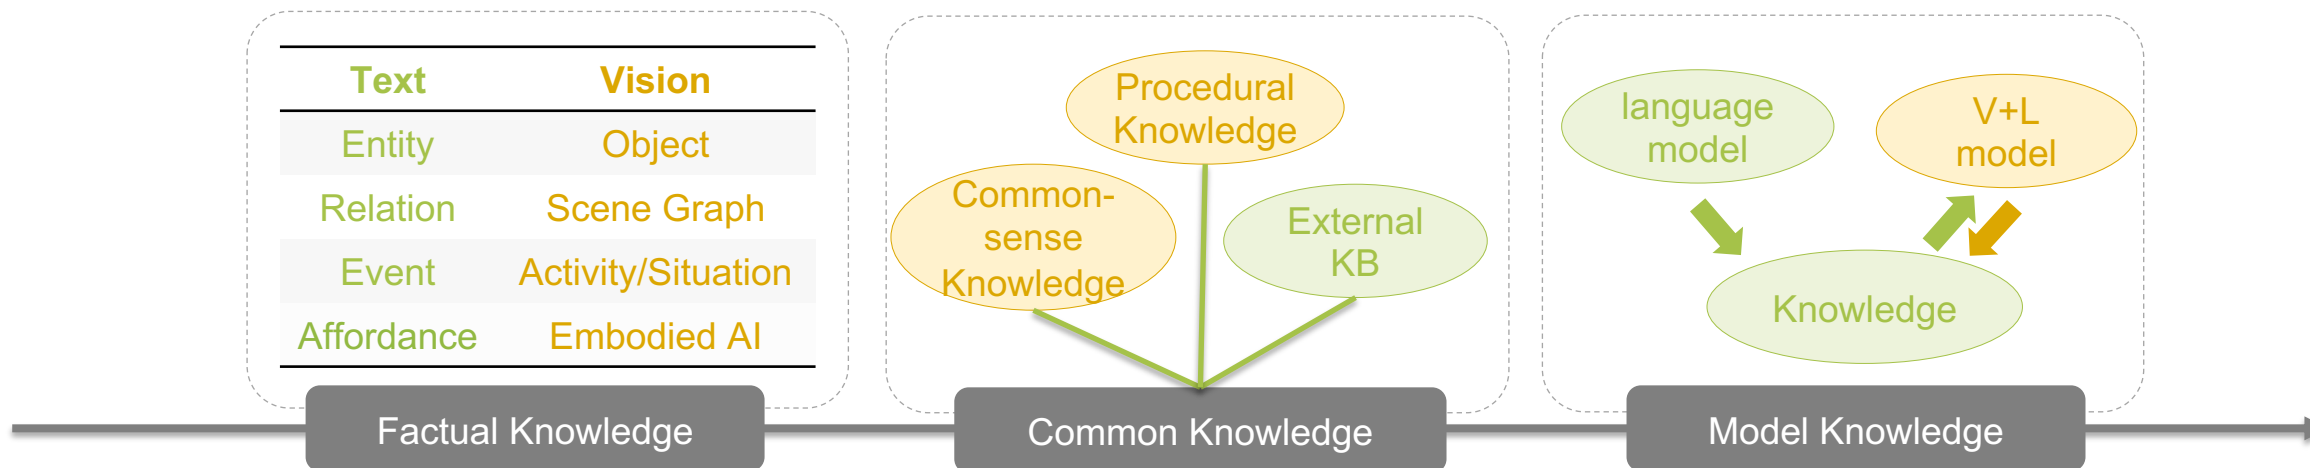 Text Vision
Entity Object
Relation Scene Graph
Event Activity/Situation
Affordance Embodied AI
Factual Knowledge
Procedural
Knowledge
Common-
sense
Knowledge
External
KB
Common Knowledge
language
model
V+L
model
Knowledge
Model Knowledge